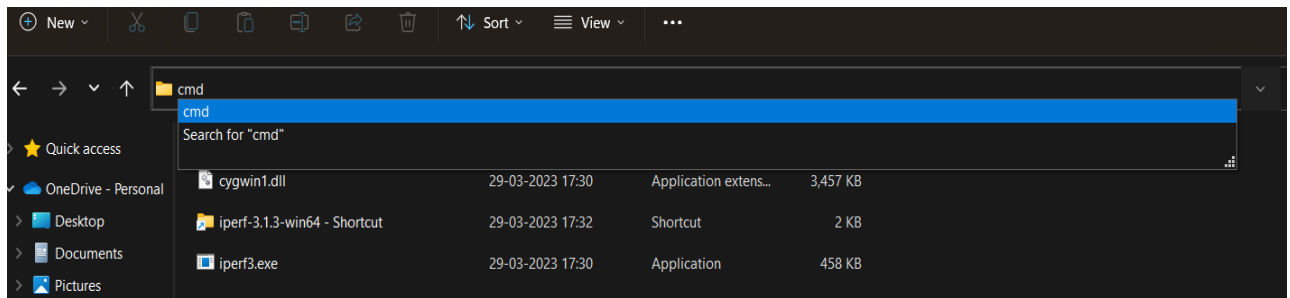 New Sort View
cmd
cmd
Search for "cmd"
Quick access
OneDrive - Personal
Desktop
Documents
Pictures
cygwin1.dll 29-03-2023 17:30 Application extens... 3,457 KB
iperf-3.1.3-win64 - Shortcut 29-03-2023 17:32 Shortcut 2 KB
iperf3.exe 29-03-2023 17:30 Application 458 KB